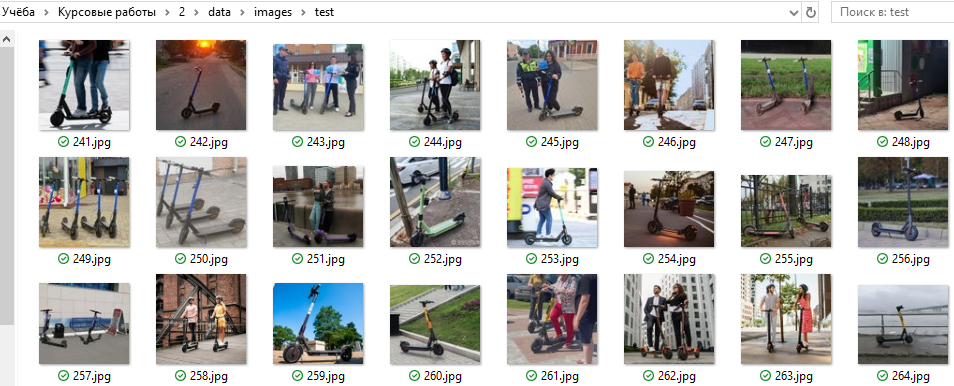 Учёба > Курсовые работы > 2 > data > images > test
Поиск в: test
241.jpg 242.jpg 243.jpg 244.jpg 245.jpg 246.jpg 247.jpg 248.jpg
249.jpg 250.jpg 251.jpg 252.jpg 253.jpg 254.jpg 255.jpg 256.jpg
257.jpg 258.jpg 259.jpg 260.jpg 261.jpg 262.jpg 263.jpg 264.jpg